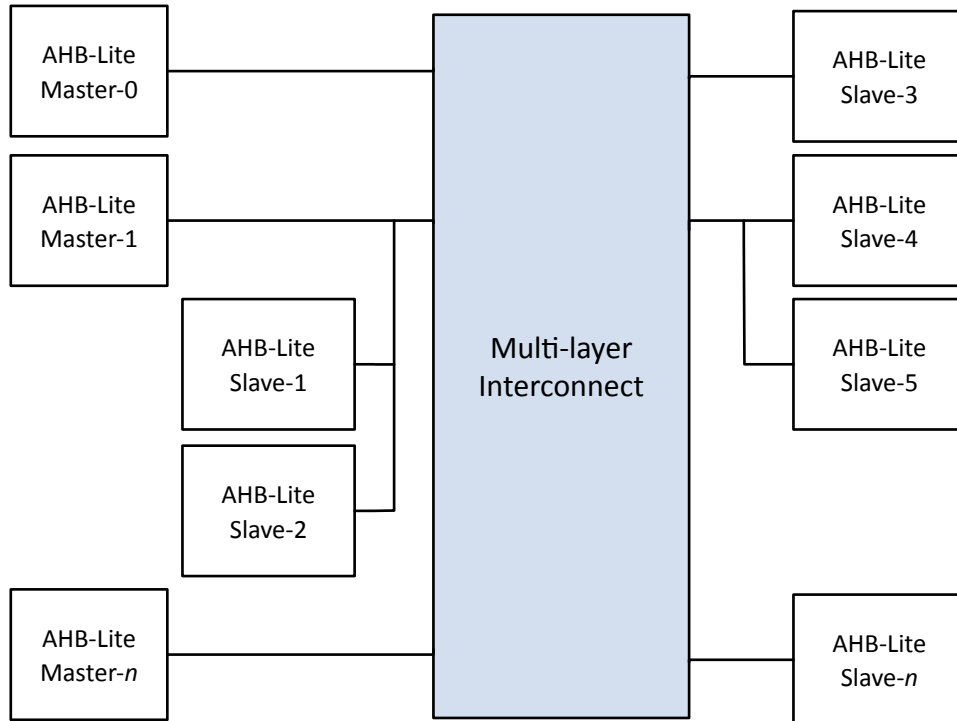 AHB-Lite
Master-0
AHB-Lite
Slave-3
AHB-Lite
Master-1
AHB-Lite
Slave-4
AHB-Lite
Slave-1
Multi-layer
Interconnect
AHB-Lite
Slave-5
AHB-Lite
Slave-2
AHB-Lite
Master-n
AHB-Lite
Slave-n